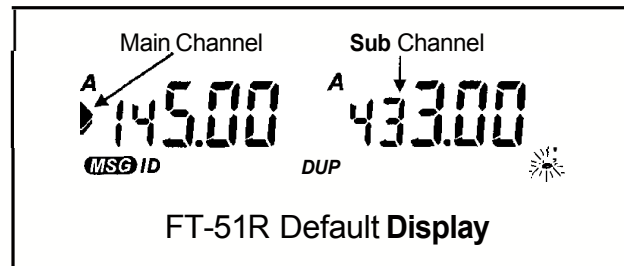 Main Channel Sub Channel
A 145.00 A 433.00
MSG ID DUP
FT-51R Default Display